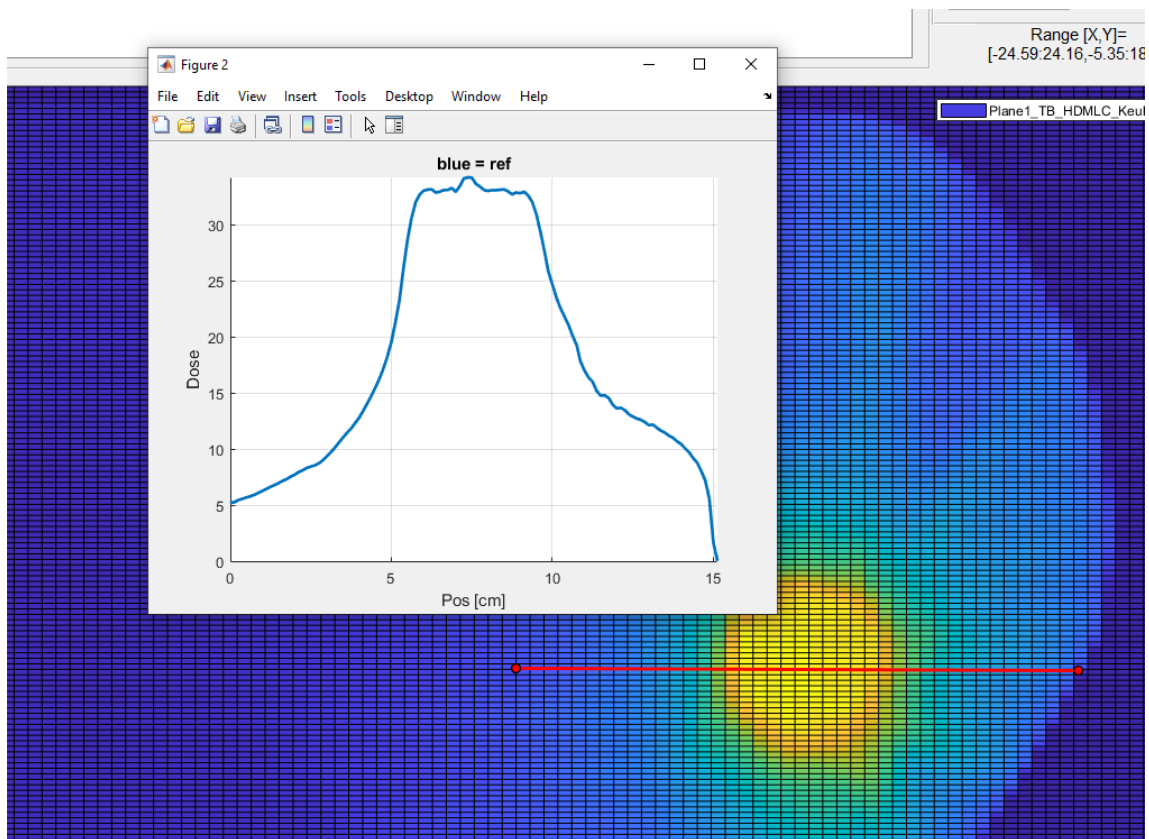 Range [X,Y]=
[-24.59:24.16,-5.35:18
Figure 2
File Edit View Insert Tools Desktop Window Help
Plane1_TB_HDMLC_Keul
blue = ref
30
25
20
15
10
5
0
Dose
0 5 10 15
Pos [cm]